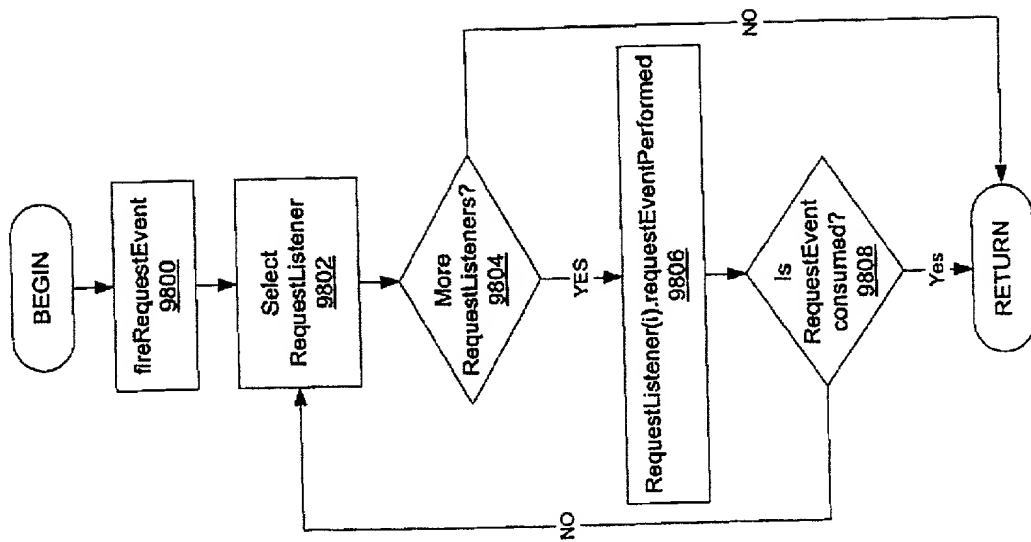 BEGIN
fireRequestEvent
9800
Select
RequestListener
9802
More
RequestListeners?
9804
NO
YES
RequestListener(i).requestEventPerformed
9806
Is
RequestEvent
consumed?
9808
NO
Yes
RETURN